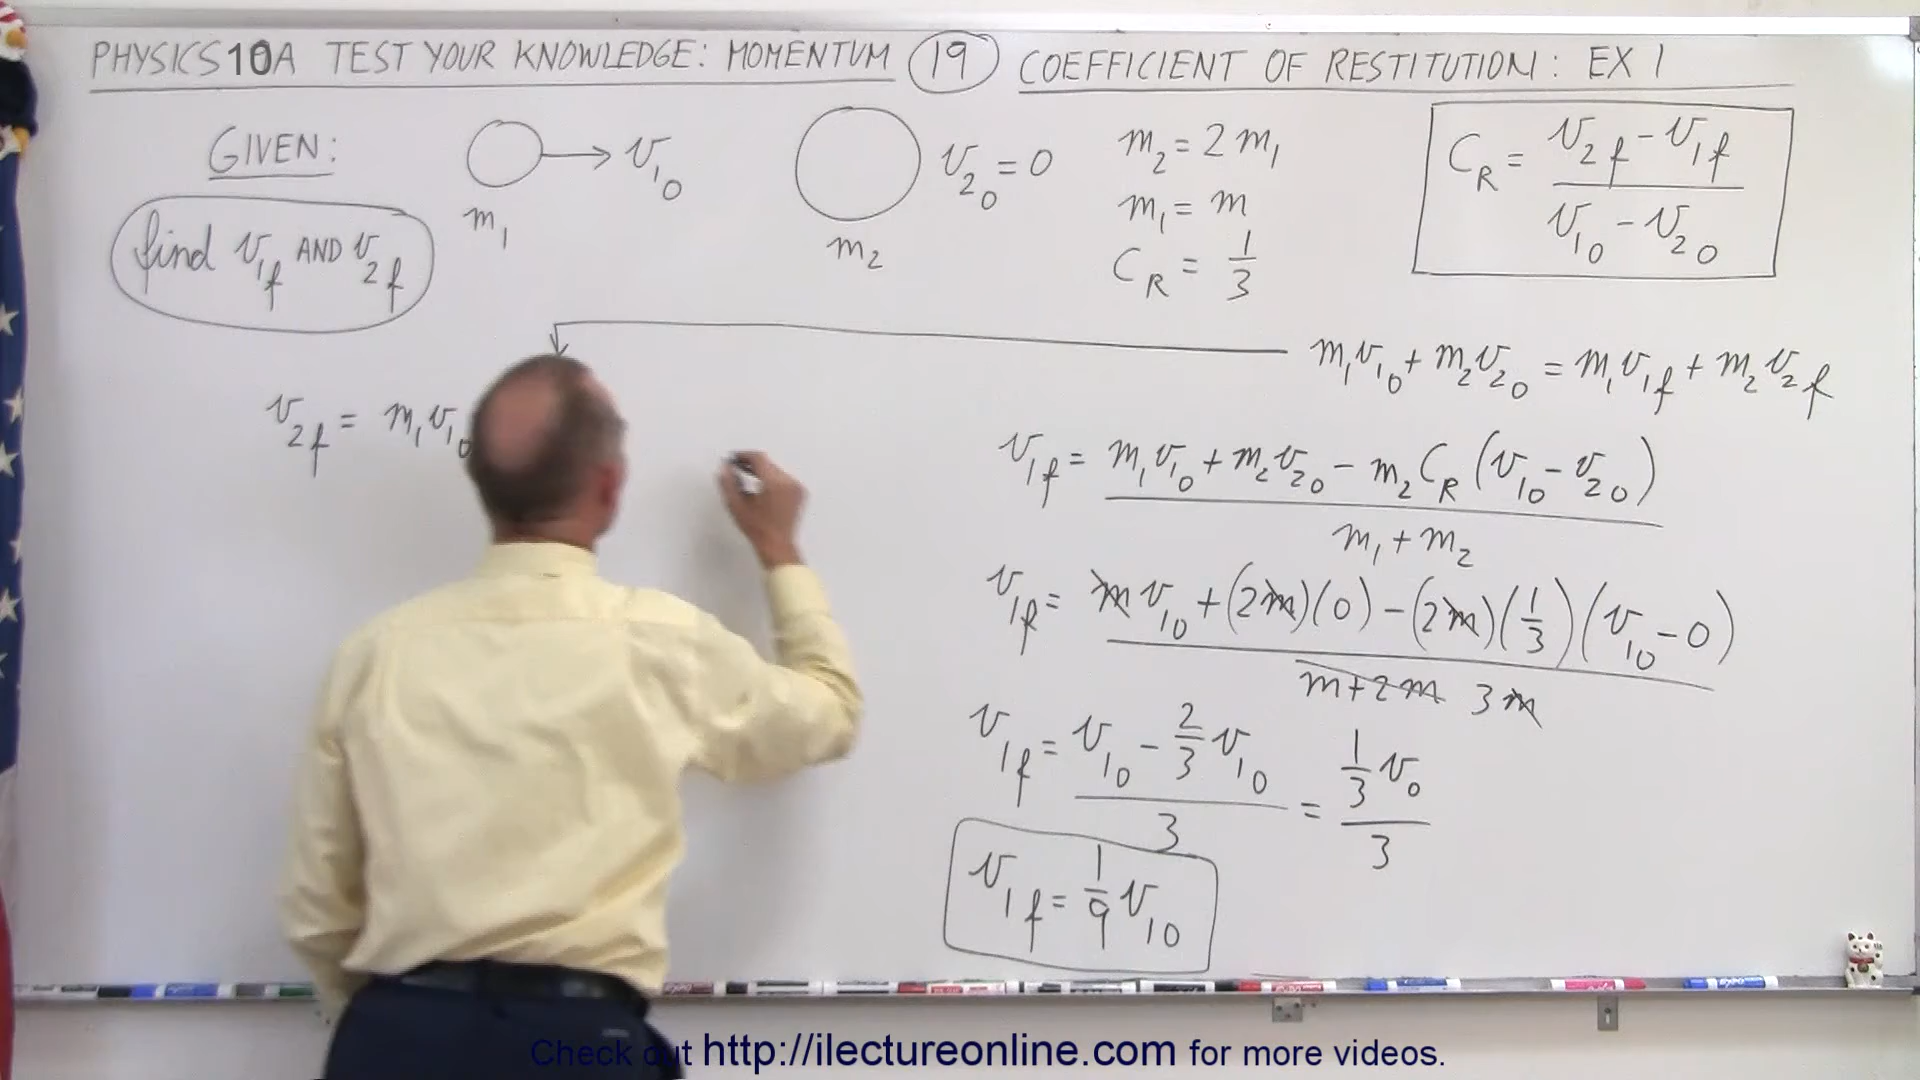 PHYSICS 10A TEST YOUR KNOWLEDGE: MOMENTUM 19 COEFFICIENT OF RESTITUTION: EX 1
GIVEN:
find v₁f AND v₂f
m₁ → v₁₀
m₂
v₂₀ = 0
m₂ = 2m₁
m₁ = m
C_R = 1/3
C_R = (v₂f - v₁f) / (v₁₀ - v₂₀)
m₁v₁₀ + m₂v₂₀ = m₁v₁f + m₂v₂f
v₂f = m₁v₁₀
v₁f = (m₁v₁₀ + m₂v₂₀ - m₂C_R(v₁₀ - v₂₀)) / (m₁ + m₂)
v₁f = (mv₁₀ + (2m)(0) - (2m)(1/3)(v₁₀ - 0)) / (m+2m 3m)
v₁f = (v₁₀ - 2/3 v₁₀) / 3 = (1/3 v₀) / 3
v₁f = 1/9 v₁₀
EXPO
Check out http://ilectureonline.com for more videos.